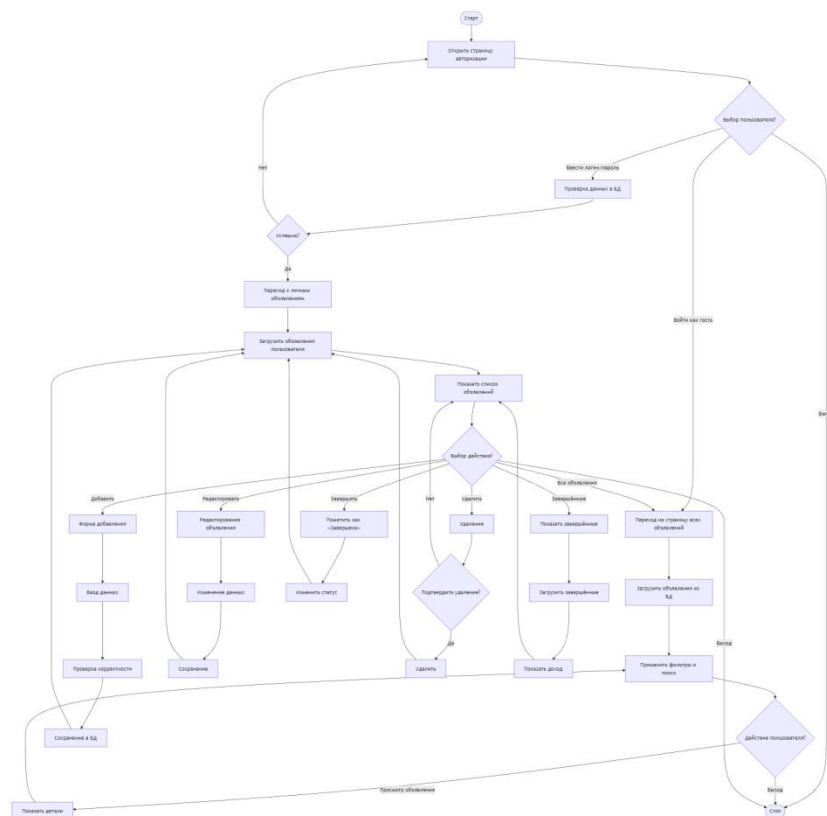 Старт
Открыть страницу
авторизации
Выбор пользователя?
Нет
Ввести логин/пароль
Проверка данных в БД
Успешно?
Да
Переход к личным
объявлениям
Войти как гость
Загрузить объявления
пользователя
Показать список
объявлений
Выбор действия?
Добавить
Редактировать
Завершить
Нет
Удалить
Завершённые
Все объявления
Форма добавления
Редактирование
объявления
Пометить как
«Завершено»
Удаление
Показать завершённые
Переход на страницу всех
объявлений
Ввод данных
Изменение данных
Изменить статус
Подтвердить удаление?
Загрузить завершённые
Загрузить объявления из
БД
Да
Выход
Проверка корректности
Сохранение
Удалить
Показать доход
Применить фильтры и
поиск
Сохранение в БД
Действие пользователя?
Просмотр объявления
Выход
Показать детали
Стоп